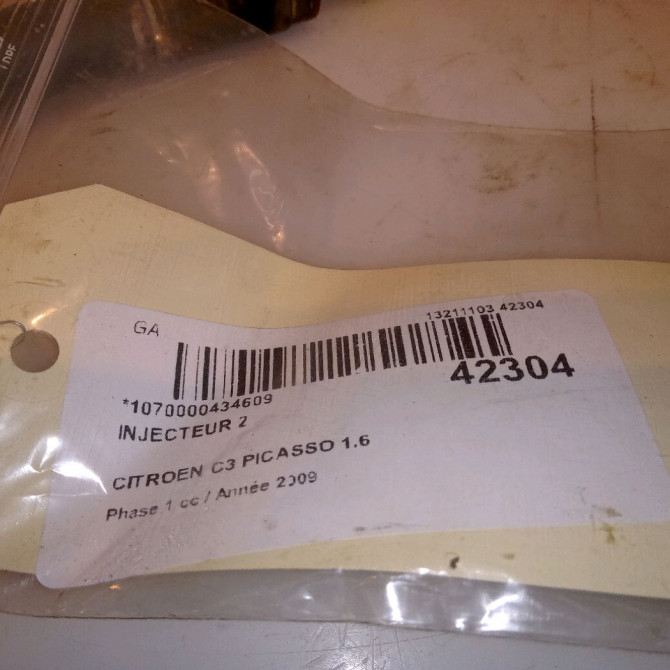 GA
13211103 42304
42304
*1070000434609
INJECTEUR 2
CITROEN C3 PICASSO 1.6
Phase 1 cc / Année 2009